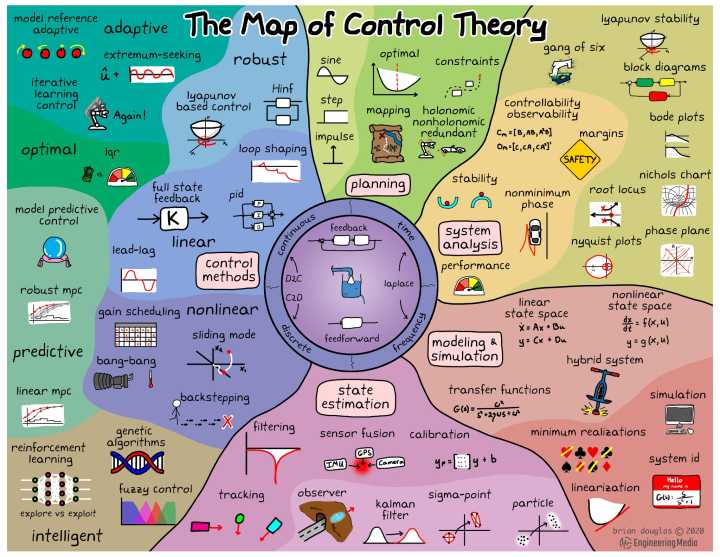 The Map of Control Theory
model reference
adaptive
adaptive
extremum-seeking
û +
iterative
learning
control
Again!
optimal
lqr
robust
Hinf
lyapunov
based control
loop shaping
full state
feedback
K
pid
linear
lead-lag
control
methods
model predictive
control
robust mpc
predictive
linear mpc
gain scheduling
nonlinear
sliding mode
bang-bang
backstepping
X
reinforcement
learning
explore vs exploit
intelligent
genetic
algorithms
fuzzy control
sine
step
impulse
optimal
constraints
mapping
holonomic
nonholonomic
redundant
planning
continuous
time
frequency
discrete
feedback
D2C
C2D
laplace
feedforward
gang of six
lyapunov stability
block diagrams
controllability
observability
Cm=[B, AB, A²B]
Om=[C, CA, CA²]'
margins
SAFETY
bode plots
nichols chart
stability
nonminimum
phase
root locus
phase plane
nyquist plots
system
analysis
performance
modeling &
simulation
linear
state space
ẋ = Ax + Bu
y = Cx + Du
nonlinear
state space
dx/dt = f(x,u)
y = g(x,u)
hybrid system
transfer functions
simulation
minimum realizations
system id
Hello
my name is
linearization
state
estimation
filtering
sensor fusion
GPS
IMU
Camera
calibration
tracking
observer
kalman
filter
sigma-point
particle
brian douglas © 2020
Engineering Media